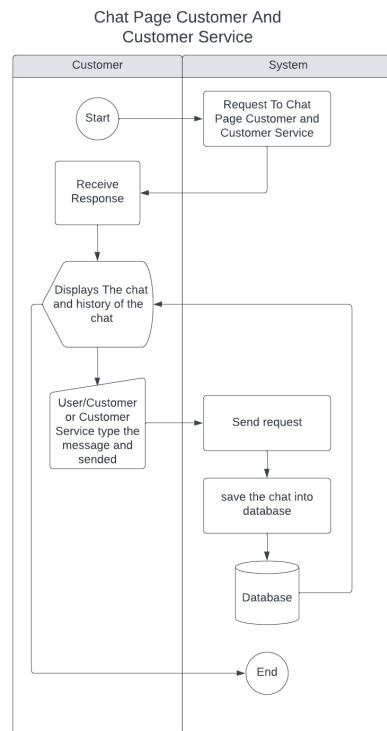 Chat Page Customer And
Customer Service
Customer
System
Start
Request To Chat
Page Customer and
Customer Service
Receive
Response
Displays The chat
and history of the
chat
User/Customer
or Customer
Service type the
message and
sended
Send request
save the chat into
database
Database
End